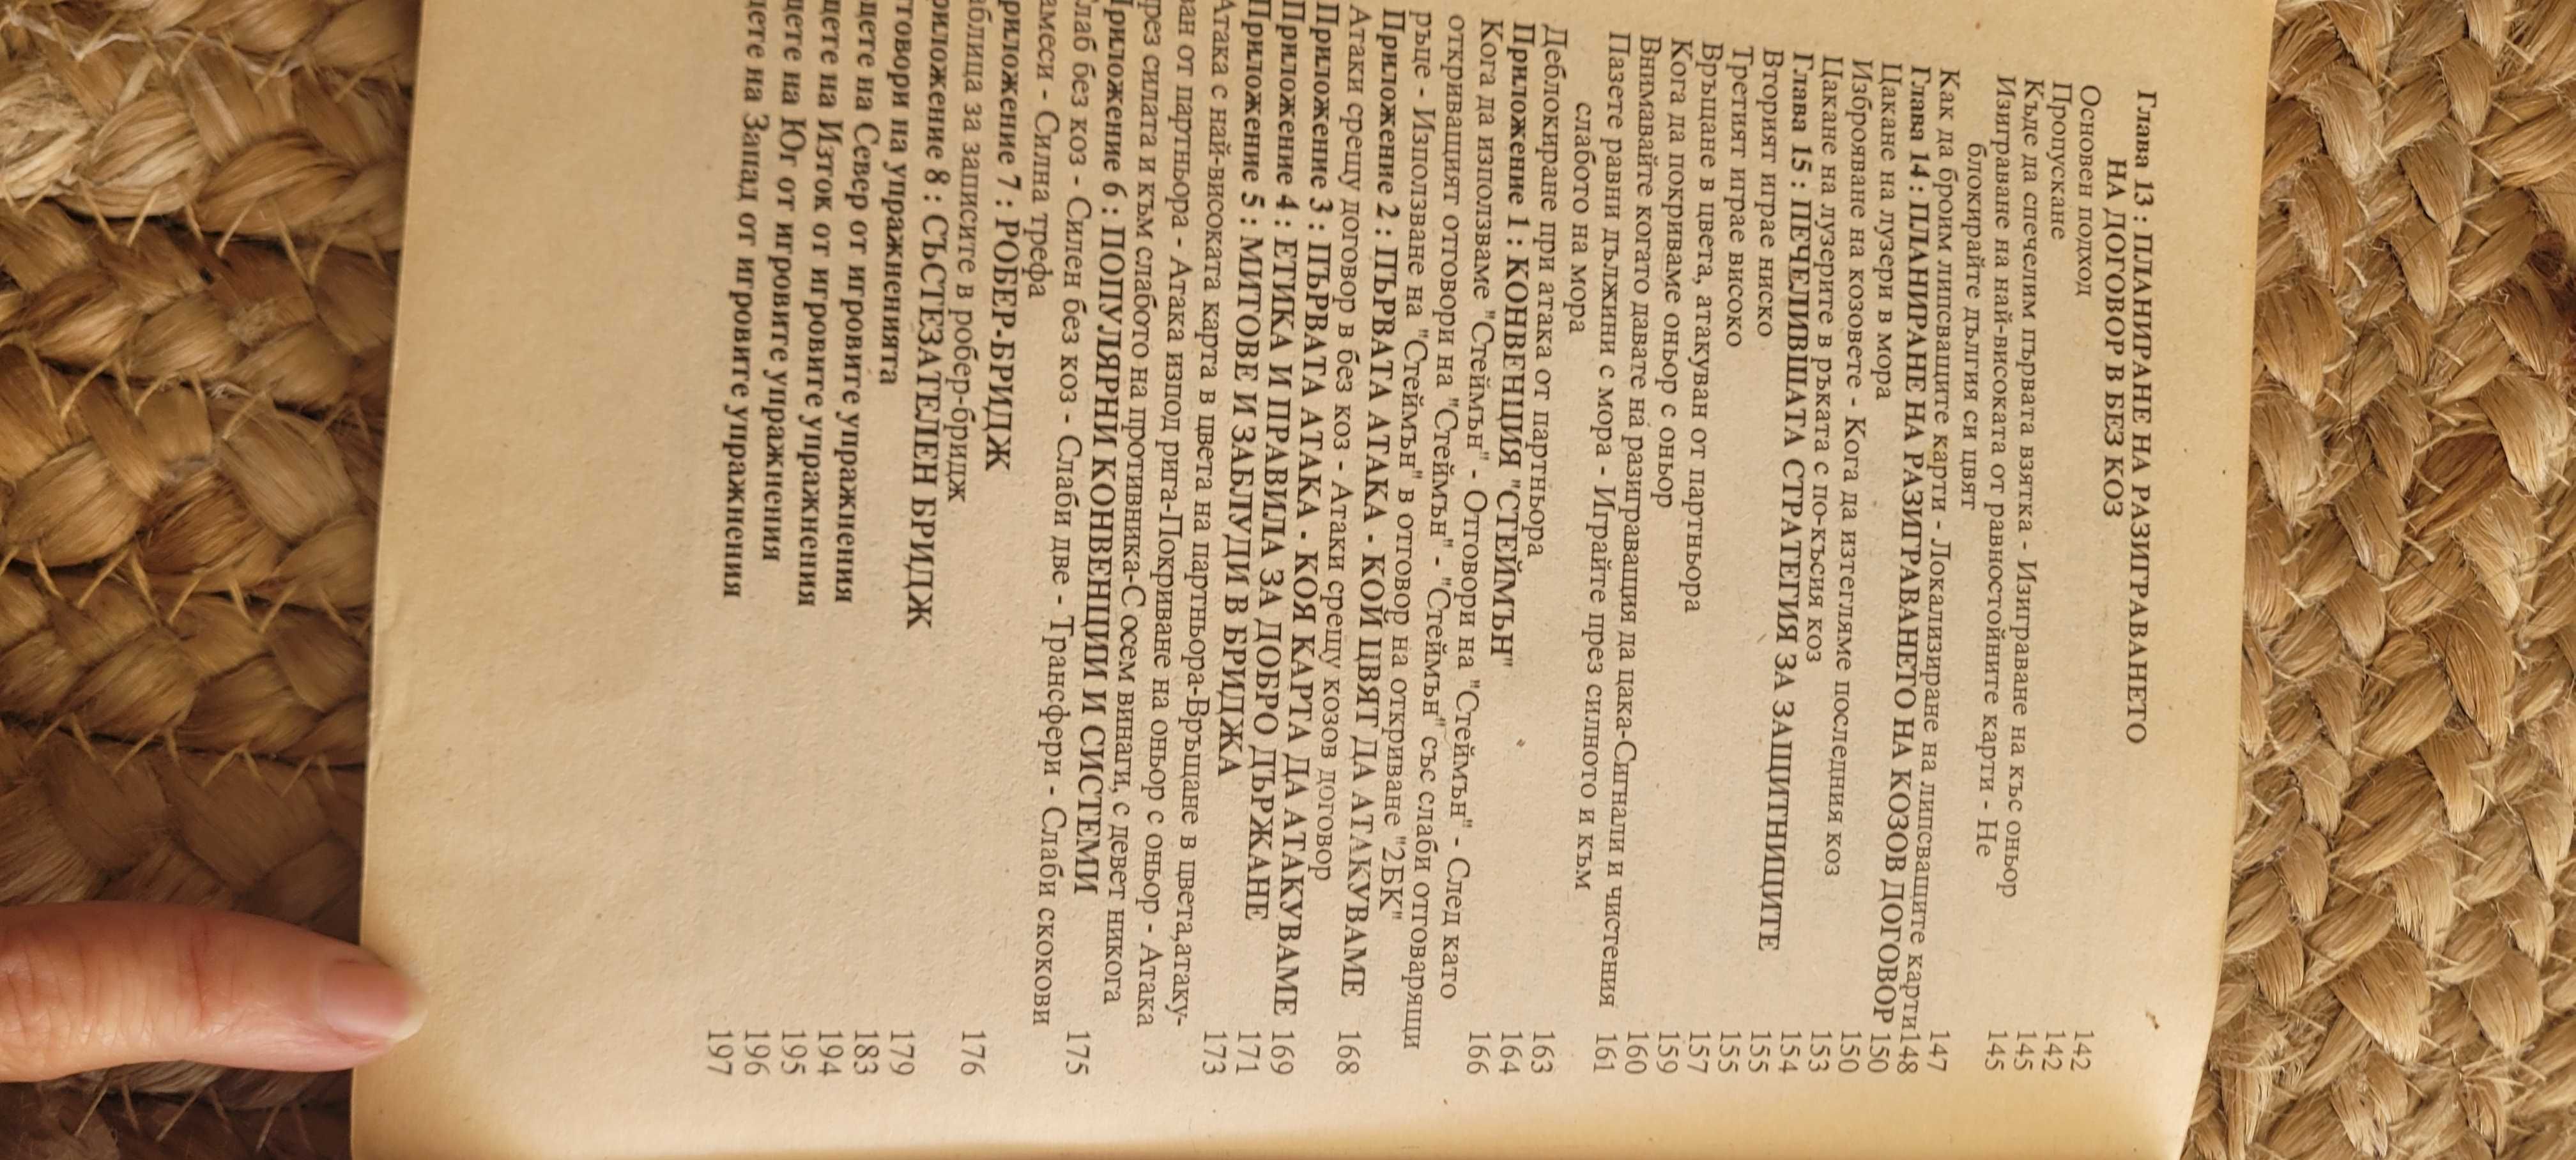 Глава 13 : ПЛАНИРАНЕ НА РАЗИГРАВАНЕТО
НА ДОГОВОР В БЕЗ КОЗ
Основен подход 142
Пропускане 142
Къде да спечелим първата взятка - Изиграване на къс оньор 145
Изиграване на най-високата от равностойните карти - Не
блокирайте дългия си цвят 145
Как да броим липсващите карти - Локализиране на липсващите карти 147
Глава 14 : ПЛАНИРАНЕ НА РАЗИГРАВАНЕТО НА КОЗОВ ДОГОВОР 148
Цакане на лузери в мора 150
Изброяване на козовете - Кога да изтегляме последния коз 150
Цакане на лузерите в ръката с по-късия коз 153
Глава 15 : ПЕЧЕЛИВШАТА СТРАТЕГИЯ ЗА ЗАЩИТНИЦИТЕ 154
Вторият играе ниско 155
Третият играе високо 155
Връщане в цвета, атакуван от партньора 157
Кога да покриваме оньор с оньор 159
Внимавайте когато давате на разиграващия да цака-Сигнали и чистения 160
Пазете равни дължини с мора - Играйте през силното и към
слабото на мора 161
Деблокиране при атака от партньора 163
Приложение 1 : КОНВЕНЦИЯ "СТЕЙМЪН" 164
Кога да използваме "Стеймън" - Отговори на "Стеймън" - След като
откриващият отговори на "Стеймън" - "Стеймън" със слаби отговарящи
ръце - Използване на "Стеймън" в отговор на откриване "2БК" 166
Приложение 2 : ПЪРВАТА АТАКА - КОЙ ЦВЯТ ДА АТАКУВАМЕ
Атаки срещу договор в без коз - Атаки срещу козов договор 168
Приложение 3 : ПЪРВАТА АТАКА - КОЯ КАРТА ДА АТАКУВАМЕ 169
Приложение 4 : ЕТИКА И ПРАВИЛА ЗА ДОБРО ДЪРЖАНЕ 171
Приложение 5 : МИТОВЕ И ЗАБЛУДИ В БРИДЖА 173
Атака с най-високата карта в цвета на партньора-Връщане в цвета,атаку-
ван от партньора - Атака изпод рига-Покриване на оньор с оньор - Атака
рез силата и към слабото на противника-С осем винаги, с девет никога
Приложение 6 : ПОПУЛЯРНИ КОНВЕНЦИИ И СИСТЕМИ 175
лаб без коз - Силен без коз - Слаби две - Трансфери - Слаби скокови
амеси - Силна трефа
риложение 7 : РОБЕР-БРИДЖ 176
аблица за записите в робер-бридж
риложение 8 : СЪСТЕЗАТЕЛЕН БРИДЖ 179
тговори на упражненията 183
цете на Север от игровите упражнения 194
цете на Изток от игровите упражнения 195
цете на Юг от игровите упражнения 196
цете на Запад от игровите упражнения 197